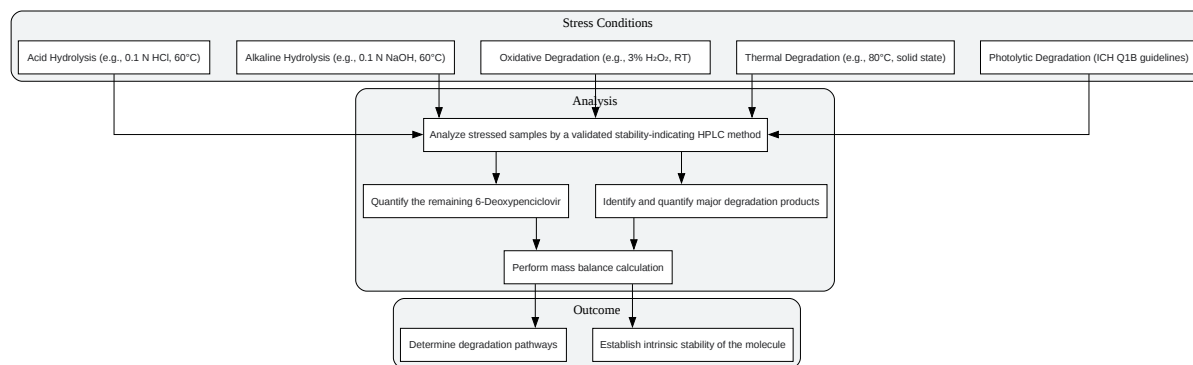 Stress Conditions
Acid Hydrolysis (e.g., 0.1 N HCl, 60°C)
Alkaline Hydrolysis (e.g., 0.1 N NaOH, 60°C)
Oxidative Degradation (e.g., 3% H₂O₂, RT)
Thermal Degradation (e.g., 80°C, solid state)
Photolytic Degradation (ICH Q1B guidelines)
Analysis
Analyze stressed samples by a validated stability-indicating HPLC method
Quantify the remaining 6-Deoxypenciclovir
Identify and quantify major degradation products
Perform mass balance calculation
Outcome
Determine degradation pathways
Establish intrinsic stability of the molecule